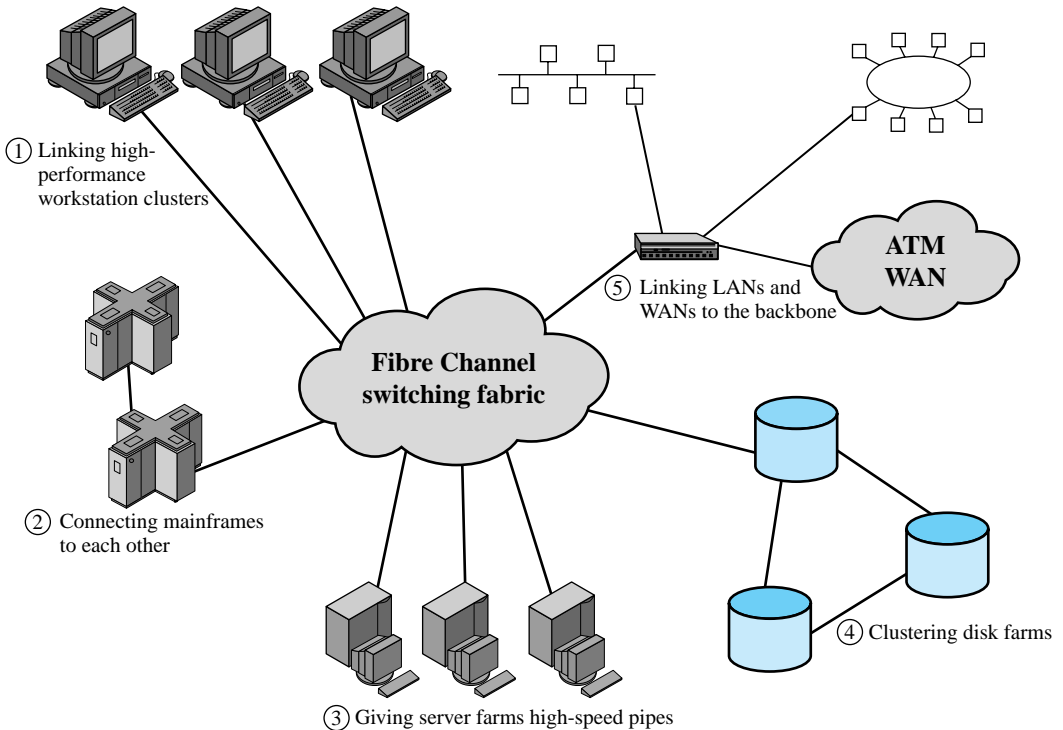 ① Linking high-
performance
workstation clusters
ATM
WAN
⑤ Linking LANs and
WANs to the backbone
Fibre Channel
switching fabric
② Connecting mainframes
to each other
④ Clustering disk farms
③ Giving server farms high-speed pipes